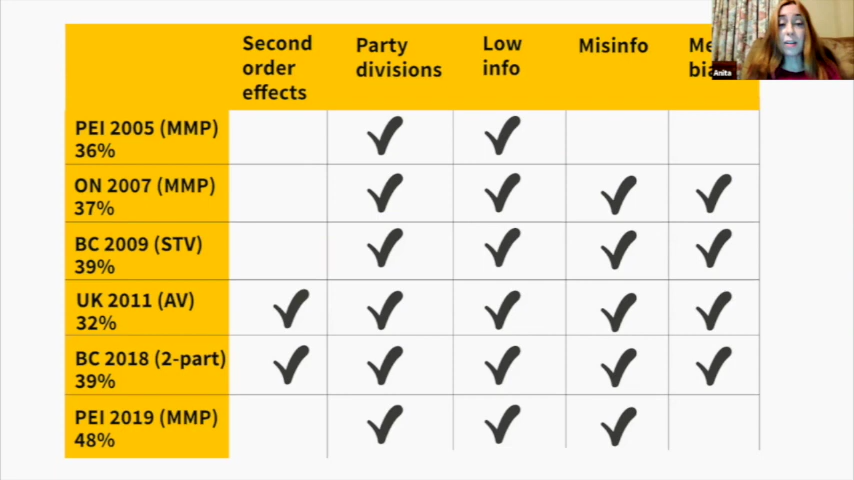 Second
order
effects
Party
divisions
Low
info
Misinfo
Anita
PEI 2005 (MMP)
36%
ON 2007 (MMP)
37%
BC 2009 (STV)
39%
UK 2011 (AV)
32%
BC 2018 (2-part)
39%
PEI 2019 (MMP)
48%